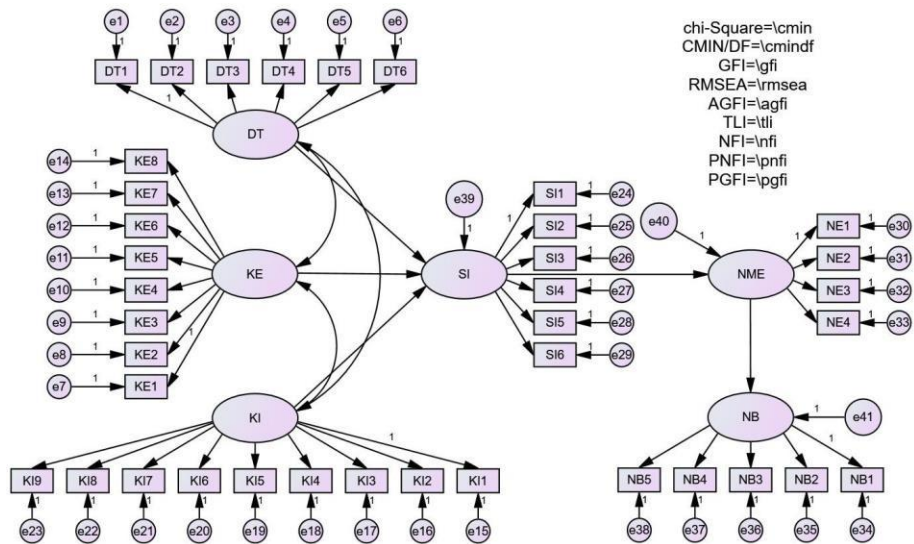 e1 e2 e3 e4 e5 e6
1 1 1 1 1 1
DT1 DT2 DT3 DT4 DT5 DT6
1
DT
chi-Square=\cmin
CMIN/DF=\cmindf
GFI=\gfi
RMSEA=\rmsea
AGFI=\agfi
TLI=\tli
NFI=\nfi
PNFI=\pnfi
PGFI=\pgfi
e14 1 KE8
e13 1 KE7
e12 1 KE6
e11 1 KE5
e10 1 KE4
e9 1 KE3
e8 1 KE2
e7 1 KE1
1
KE
e39
1
SI
1
SI1 1 e24
SI2 1 e25
SI3 1 e26
SI4 1 e27
SI5 1 e28
SI6 1 e29
e40
1
NME
1
NE1 1 e30
NE2 1 e31
NE3 1 e32
NE4 1 e33
KI
1
KI9 KI8 KI7 KI6 KI5 KI4 KI3 KI2 KI1
1 1 1 1 1 1 1 1 1
e23 e22 e21 e20 e19 e18 e17 e16 e15
NB 1 e41
1
NB5 NB4 NB3 NB2 NB1
1 1 1 1 1
e38 e37 e36 e35 e34